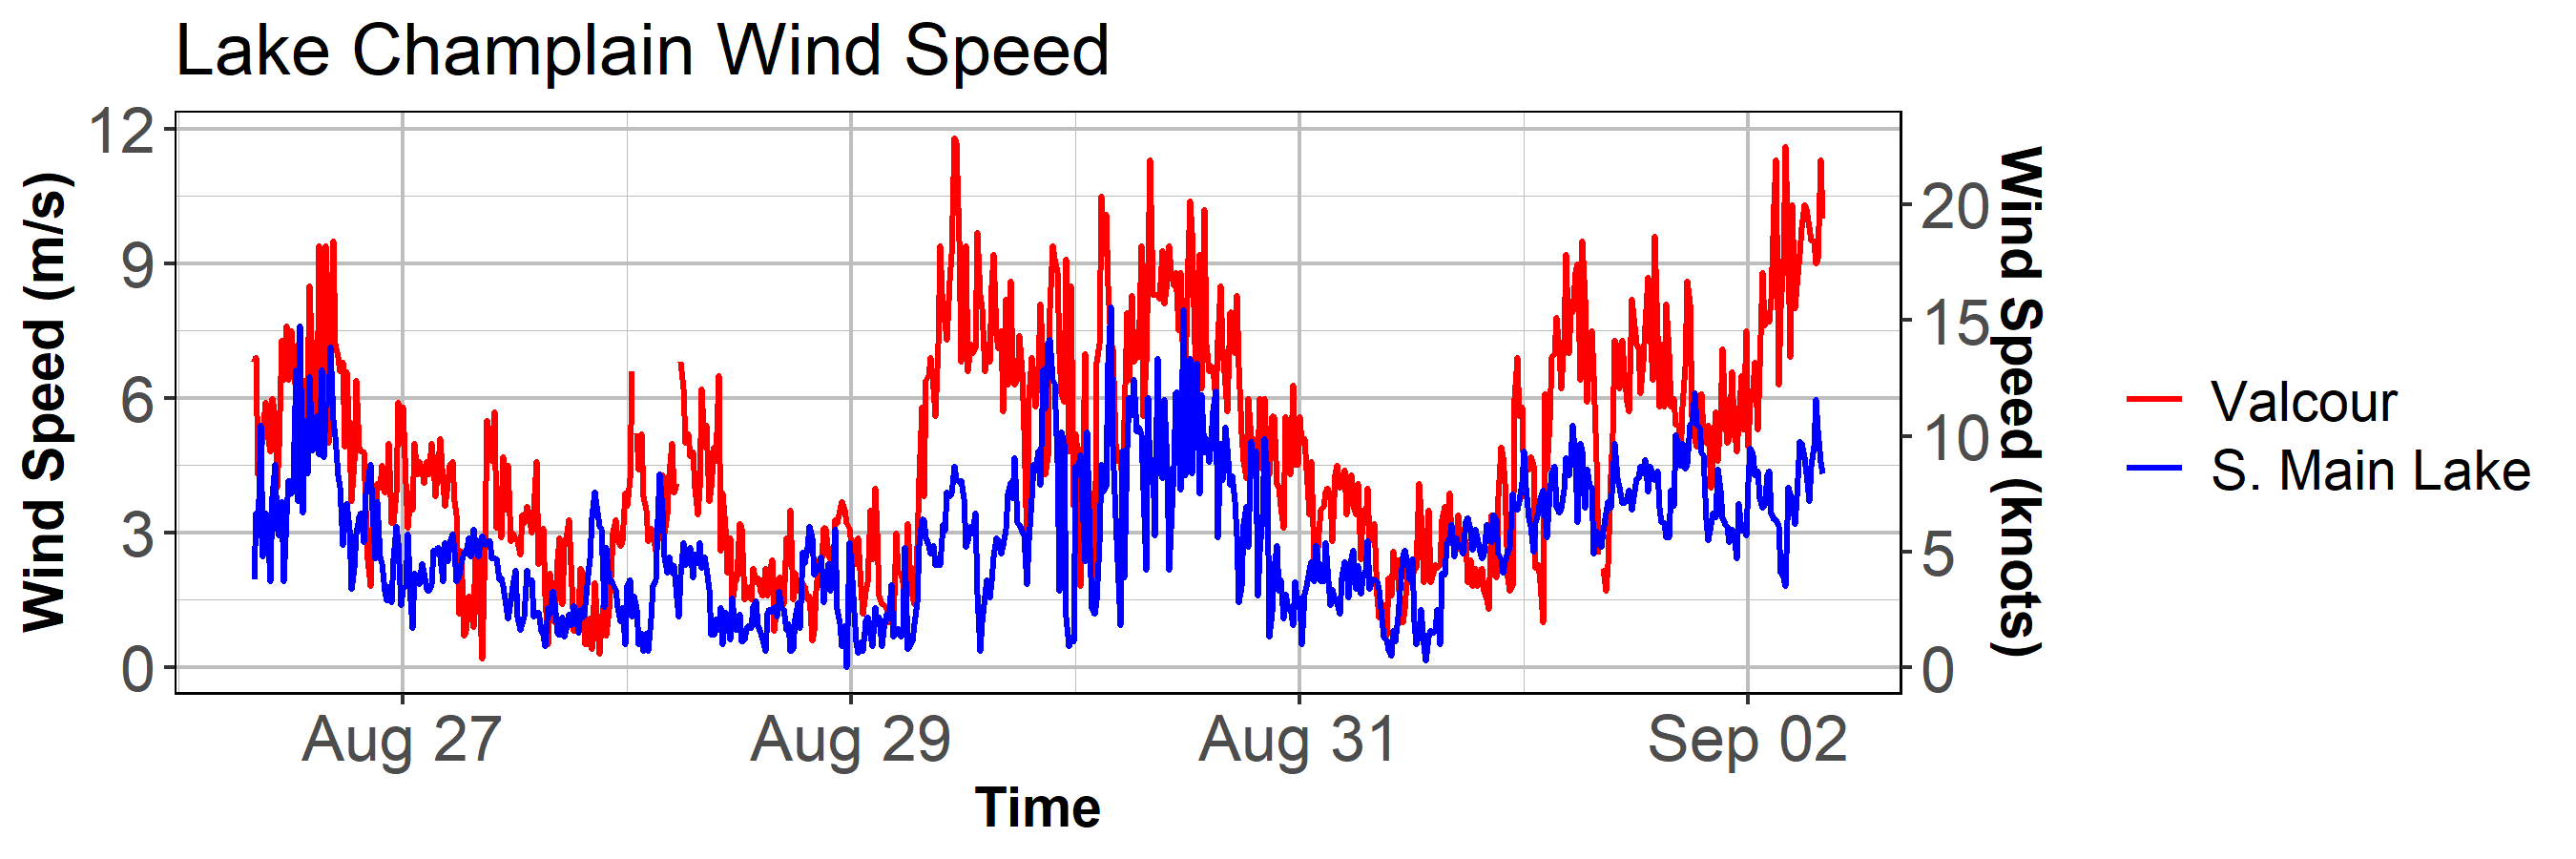 Lake Champlain Wind Speed
Wind Speed (m/s)
12
9
6
3
0
20
15
10
5
0
Wind Speed (knots)
Aug 27
Aug 29
Aug 31
Sep 02
Time
Valcour
S. Main Lake